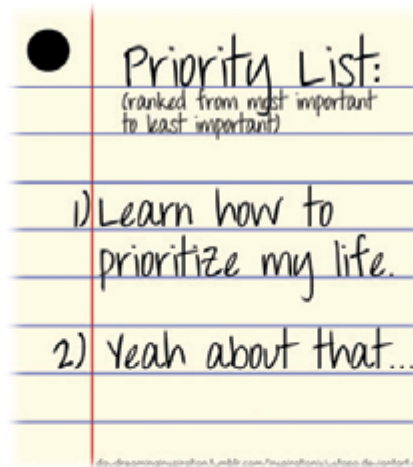 Priority List:
(ranked from most important
to least important)
1) Learn how to
prioritize my life.
2) Yeah about that...